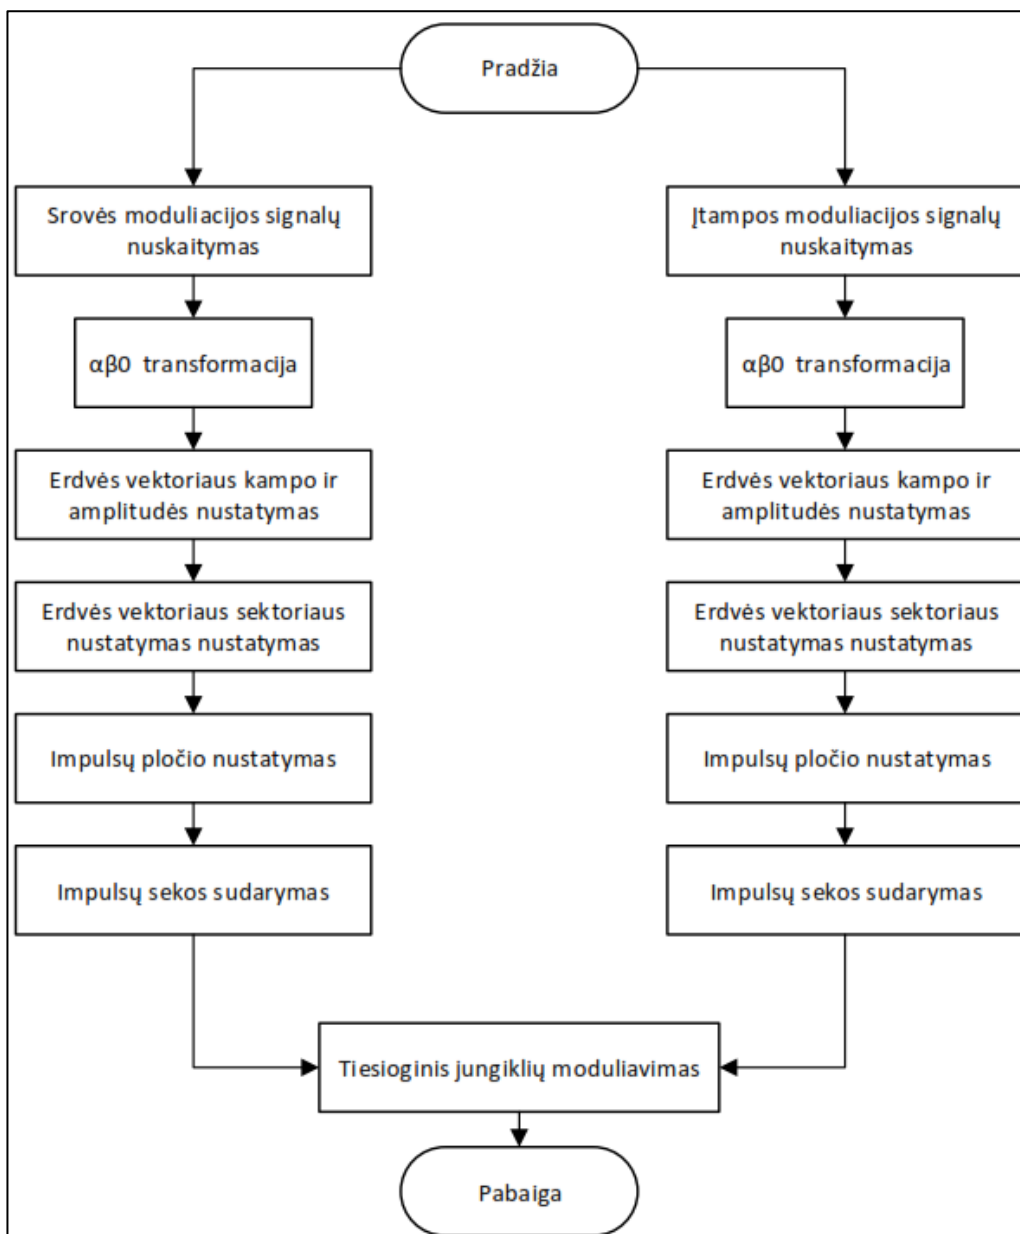 Pradžia
Srovės moduliacijos signalų
nuskaitymas
αβ0 transformacija
Erdvės vektoriaus kampo ir
amplitudės nustatymas
Erdvės vektoriaus sektoriaus
nustatymas nustatymas
Impulsų pločio nustatymas
Impulsų sekos sudarymas
Įtampos moduliacijos signalų
nuskaitymas
αβ0 transformacija
Erdvės vektoriaus kampo ir
amplitudės nustatymas
Erdvės vektoriaus sektoriaus
nustatymas nustatymas
Impulsų pločio nustatymas
Impulsų sekos sudarymas
Tiesioginis jungiklių moduliavimas
Pabaiga